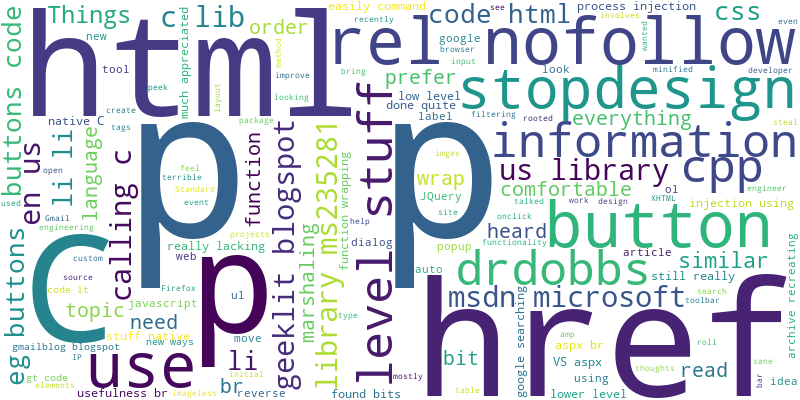 html
rel nofollow
process injection
easily command
recently
see
even
Things
c lib
code html
css
new
much appreciated
order
google
browser
input
involves
wanted
minified
developer
tool
method
improve
looking
bring
prefer
look
stopdesign
buttons code
native C
create
tags
peek
layout
package
low level
done quite
label
filtering
rooted
everything
steal
li li
language
calling c
p
p
function
library ms235281
function wrapping
level stuff
information
us library
cpp
en us
open
Gmail
engineering
feel
terrible
Standard
event
projects
imges
wrap
JQuery
site
comfortable
ol
XHTML
engineer
injection using
talked
onclick
work
design
functionality
used
c
really lacking
web
geeklit blogspot
marshaling
help
dialog
popup
heard
button
article
similar
still really
eg buttons
custom
source
code lt
topic
need
p
Firefox
javascript
ul
move
auto
type
drdobbs
search
toolbar
archive recreating
gmailblog blogspot
stuff native
new ways
IP
gt code
elements
use
li
br
initial
reverse
imageless
usefulness br
found bits
mostly
bit
msdn microsoft
href
google searching
amp
aspx br
VS aspx
using
lower level
roll
thoughts
read
sane
bar
idea
table